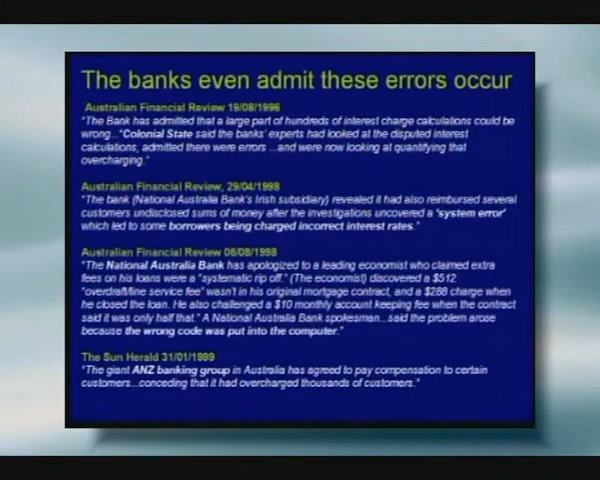 The banks even admit these errors occur
Australian Financial Review 19/08/1996
"The Bank has admitted that a large part of hundreds of interest charge calculations could be
wrong..."Colonial State said the banks' experts had looked at the disputed interest
calculations, admitted there were errors ...and were now looking at quantifying that
overcharging."
Australian Financial Review, 29/04/1998
"The bank (National Australia Bank's Irish subsidiary) revealed it had also reimbursed several
customers undisclosed sums of money after the investigations uncovered a 'system error'
which led to some borrowers being charged incorrect interest rates."
Australian Financial Review 06/08/1998
"The National Australia Bank has apologized to a leading economist who claimed extra
fees on his loans were a "systematic rip off." (The economist) discovered a $512
"overdraft/line service fee" wasn't in his original mortgage contract, and a $288 charge when
he closed the loan. He also challenged a $10 monthly account keeping fee when the contract
said it was only half that." A National Australia Bank spokesman...said the problem arose
because the wrong code was put into the computer."
The Sun Herald 31/01/1999
"The giant ANZ banking group in Australia has agreed to pay compensation to certain
customers...conceding that it had overcharged thousands of customers."